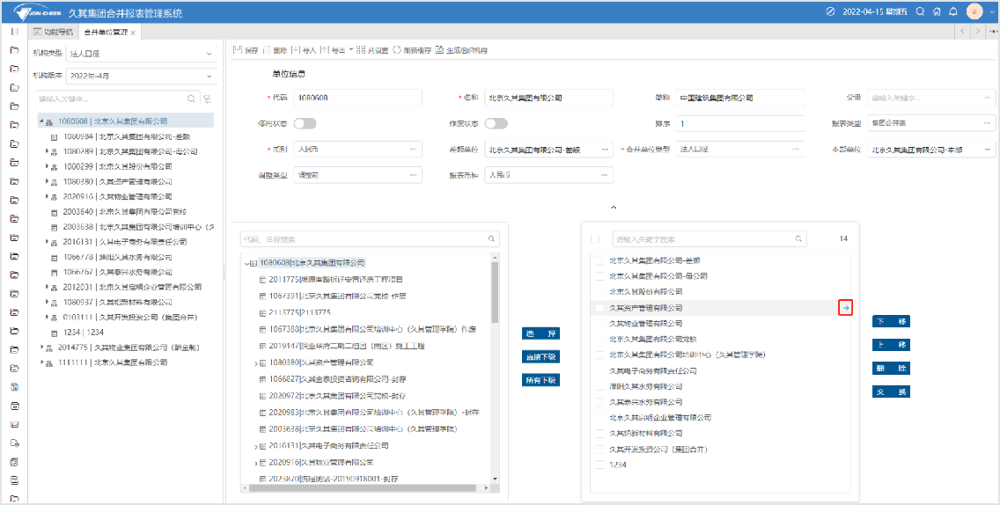 JOIN-CHEER 久其集团合并报表管理系统
2022-04-15 星期五
a
功能导航 合并单位管理 ×
机构类型 法人口径
机构版本 2022年-4月
请输入关键字...
1080608 | 北京久其集团有限公司
1080984 | 北京久其集团有限公司-差额
1080289 | 北京久其集团有限公司-母公司
1080299 | 北京久其股份有限公司
1080380 | 久其资产管理有限公司
2020916 | 久其物业管理有限公司
2003640 | 北京久其集团有限公司党校
2003638 | 北京久其集团有限公司培训中心（久
2016131 | 久其电子商务有限责任公司
1066778 | 溧阳久其水务有限公司
1066767 | 久其泰兴水务有限公司
2012031 | 北京久其启明企业管理有限公司
1080937 | 久其铝新材料有限公司
0103111 | 久其开发投资公司（集团合并）
1234 | 1234
2014775 | 久其物业集团有限公司
1111111 | 北京久其集团有限公司
保存 删除 导入 导出 列设置 刷新缓存 生成组织机构
单位信息
* 代码 1080608
* 名称 北京久其集团有限公司
简称 中国建筑集团有限公司
父级 请输入关键字...
停用状态
作废状态
排序 1
报表类型 集团合并表
* 币别 人民币
差额单位 北京久其集团有限公司-差额
* 合并单位类型 法人口径
本部单位 北京久其集团有限公司-本部
调整类型 调整前
报表币种 人民币
代码、名称搜索
1080608|北京久其集团有限公司
1067391|北京久其集团有限公司党校-作废
2113775|2113775
1067388|北京久其集团有限公司培训中心（久其管理学院）作废
1080380|久其资产管理有限公司
1066827|久其金泰投资咨询有限公司-封存
2020972|北京久其集团有限公司党校-封存
2020983|北京久其集团有限公司培训中心（久其管理学院）-封存
2003638|北京久其集团有限公司培训中心（久其管理学院）
2016131|久其电子商务有限责任公司
2020916|久其物业管理有限公司
2023870|流程测试-20190918001-封存
选 择
直接下级
所有下级
请输入关键字搜索 14
北京久其集团有限公司-差额
北京久其集团有限公司-母公司
北京久其股份有限公司
久其资产管理有限公司
久其物业管理有限公司
北京久其集团有限公司党校
北京久其集团有限公司培训中心（久其管理学院）
久其电子商务有限责任公司
溧阳久其水务有限公司
久其泰兴水务有限公司
北京久其启明企业管理有限公司
久其铝新材料有限公司
久其开发投资公司（集团合并）
1234
下 移
上 移
删 除
交 换